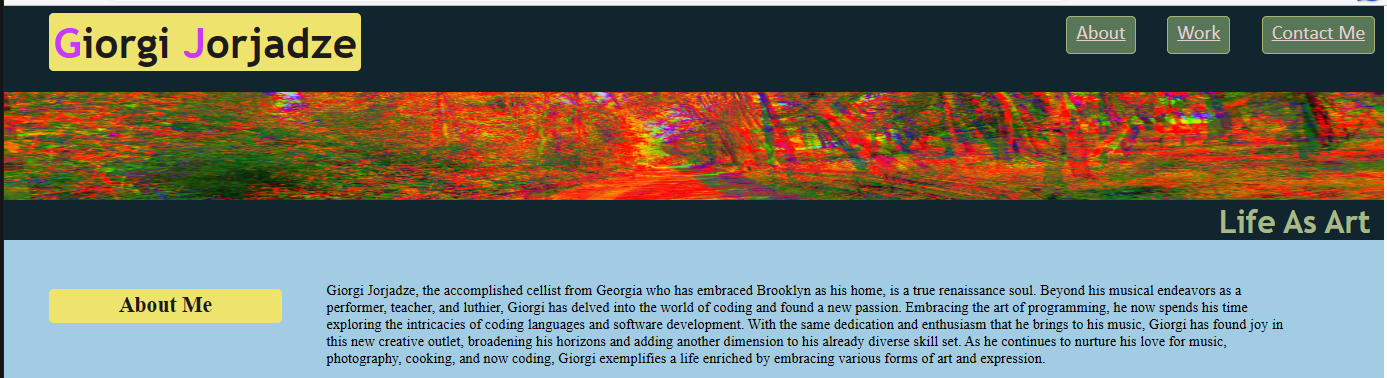 Giorgi Jorjadze
About Work Contact Me
Life As Art
About Me
Giorgi Jorjadze, the accomplished cellist from Georgia who has embraced Brooklyn as his home, is a true renaissance soul. Beyond his musical endeavors as a
performer, teacher, and luthier, Giorgi has delved into the world of coding and found a new passion. Embracing the art of programming, he now spends his time
exploring the intricacies of coding languages and software development. With the same dedication and enthusiasm that he brings to his music, Giorgi has found joy in
this new creative outlet, broadening his horizons and adding another dimension to his already diverse skill set. As he continues to nurture his love for music,
photography, cooking, and now coding, Giorgi exemplifies a life enriched by embracing various forms of art and expression.